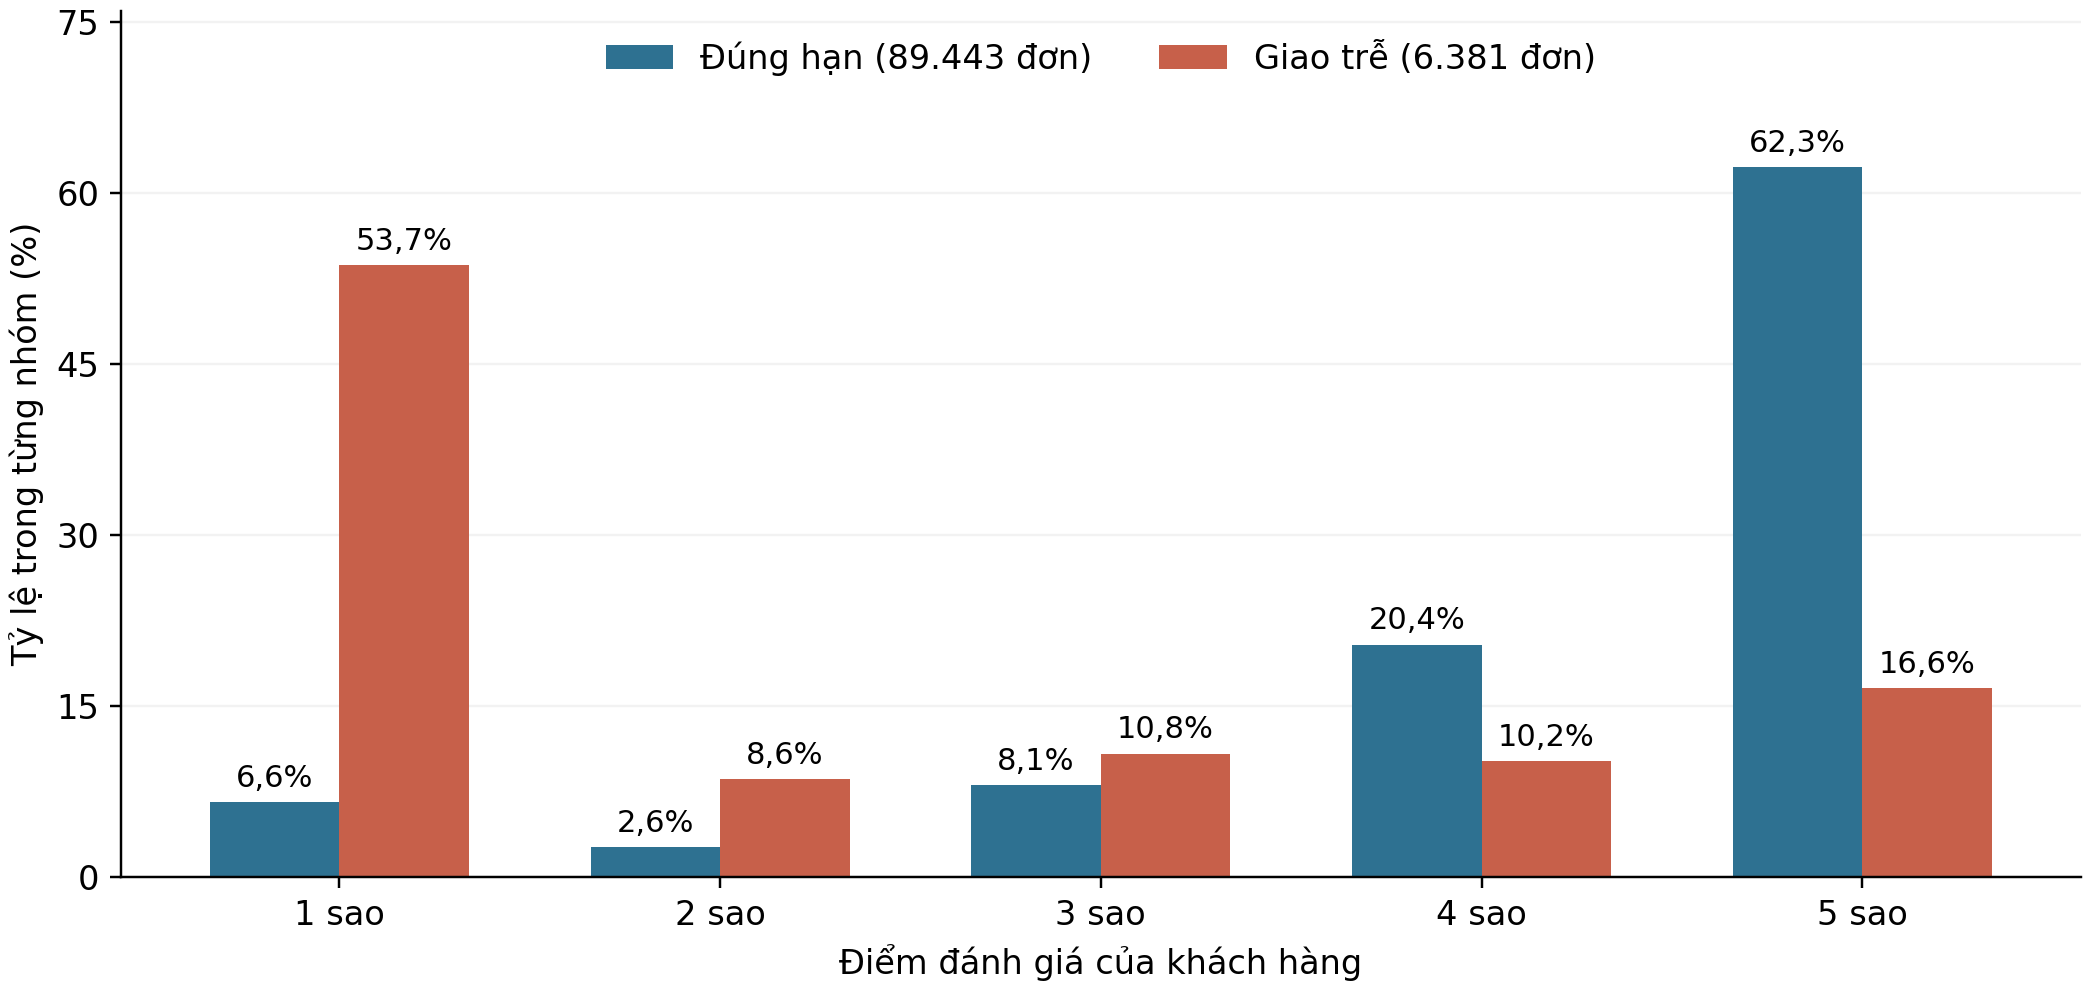 Đúng hạn (89.443 đơn)
Giao trễ (6.381 đơn)
Tỷ lệ trong từng nhóm (%)
75
60
45
30
15
0
6,6%
53,7%
2,6%
8,6%
8,1%
10,8%
20,4%
10,2%
62,3%
16,6%
1 sao
2 sao
3 sao
4 sao
5 sao
Điểm đánh giá của khách hàng